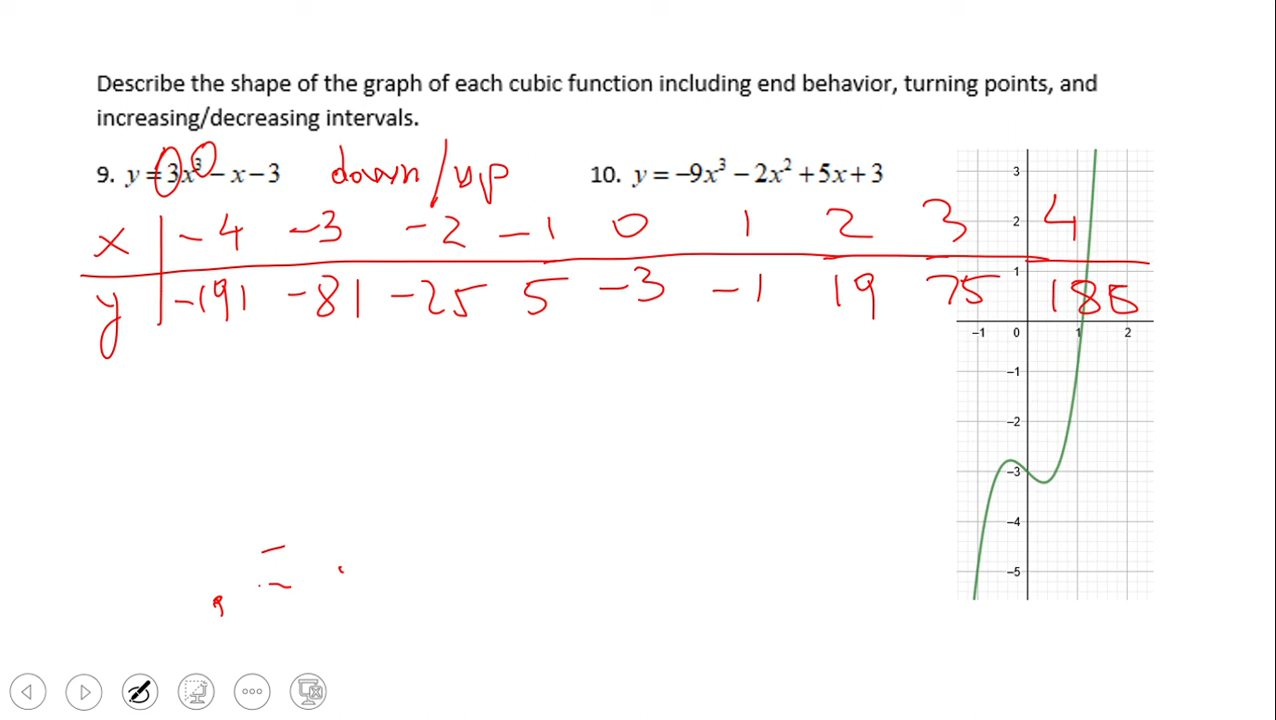 Describe the shape of the graph of each cubic function including end behavior, turning points, and
increasing/decreasing intervals.
9. y = 3x³ − x − 3 down/up 10. y = −9x³ − 2x² + 5x + 3
x -4 -3 -2 -1 0 1 2 3 4
y -191 -81 -25 5 -3 -1 19 75 185
3
2
1
−1 0 1 2
−1
−2
−3
−4
−5